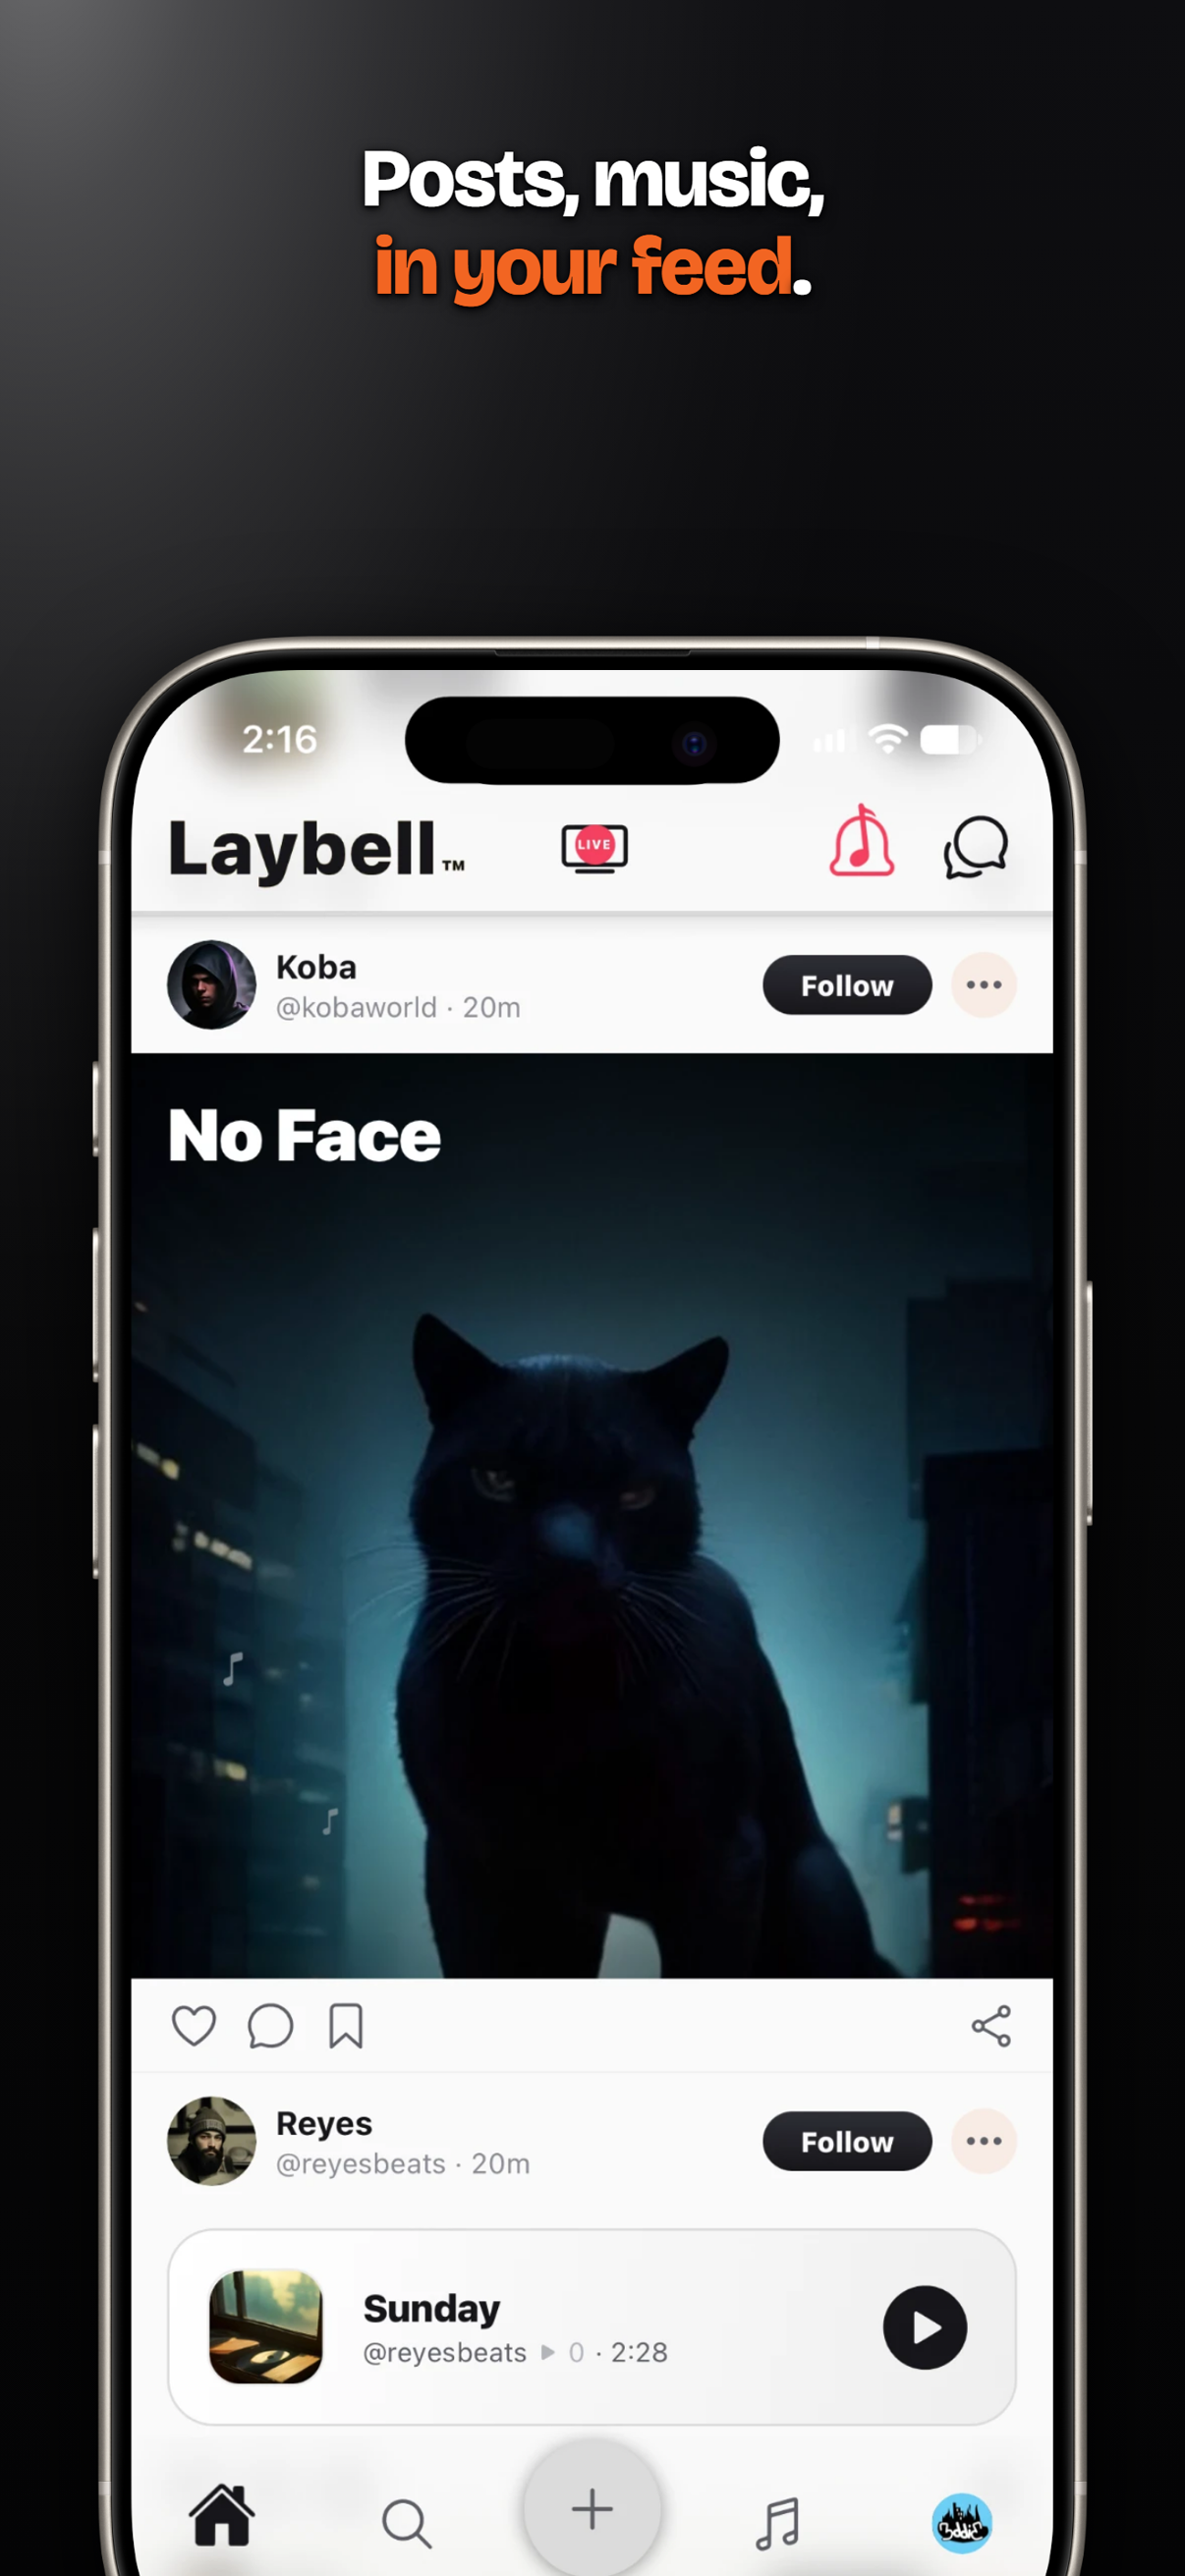 Posts, music,
in your feed.
2:16
Laybell™
LIVE
Koba
@kobaworld · 20m
Follow
No Face
Reyes
@reyesbeats · 20m
Follow
Sunday
@reyesbeats ▶ 0 · 2:28